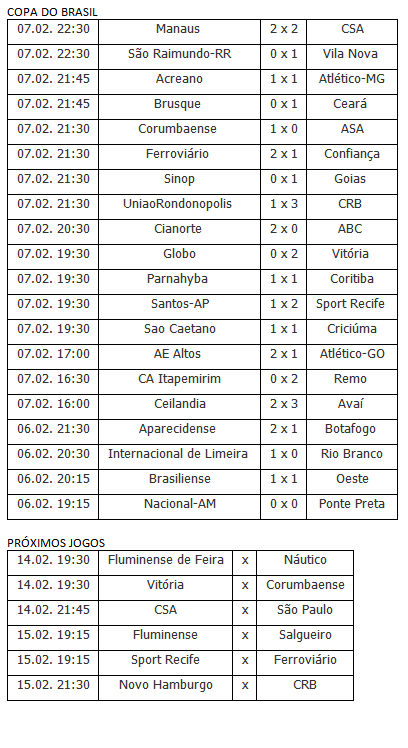 COPA DO BRASIL
07.02. 22:30 Manaus 2 x 2 CSA
07.02. 22:30 São Raimundo-RR 0 x 1 Vila Nova
07.02. 21:45 Acreano 1 x 1 Atlético-MG
07.02. 21:45 Brusque 0 x 1 Ceará
07.02. 21:30 Corumbaense 1 x 0 ASA
07.02. 21:30 Ferroviário 2 x 1 Confiança
07.02. 21:30 Sinop 0 x 1 Goias
07.02. 21:30 UniaoRondonopolis 1 x 3 CRB
07.02. 20:30 Cianorte 2 x 0 ABC
07.02. 19:30 Globo 0 x 2 Vitória
07.02. 19:30 Parnahyba 1 x 1 Coritiba
07.02. 19:30 Santos-AP 1 x 2 Sport Recife
07.02. 19:30 Sao Caetano 1 x 1 Criciúma
07.02. 17:00 AE Altos 2 x 1 Atlético-GO
07.02. 16:30 CA Itapemirim 0 x 2 Remo
07.02. 16:00 Ceilandia 2 x 3 Avaí
06.02. 21:30 Aparecidense 2 x 1 Botafogo
06.02. 20:30 Internacional de Limeira 1 x 0 Rio Branco
06.02. 20:15 Brasiliense 1 x 1 Oeste
06.02. 19:15 Nacional-AM 0 x 0 Ponte Preta
PRÓXIMOS JOGOS
14.02. 19:30 Fluminense de Feira x Náutico
14.02. 19:30 Vitória x Corumbaense
14.02. 21:45 CSA x São Paulo
15.02. 19:15 Fluminense x Salgueiro
15.02. 19:15 Sport Recife x Ferroviário
15.02. 21:30 Novo Hamburgo x CRB